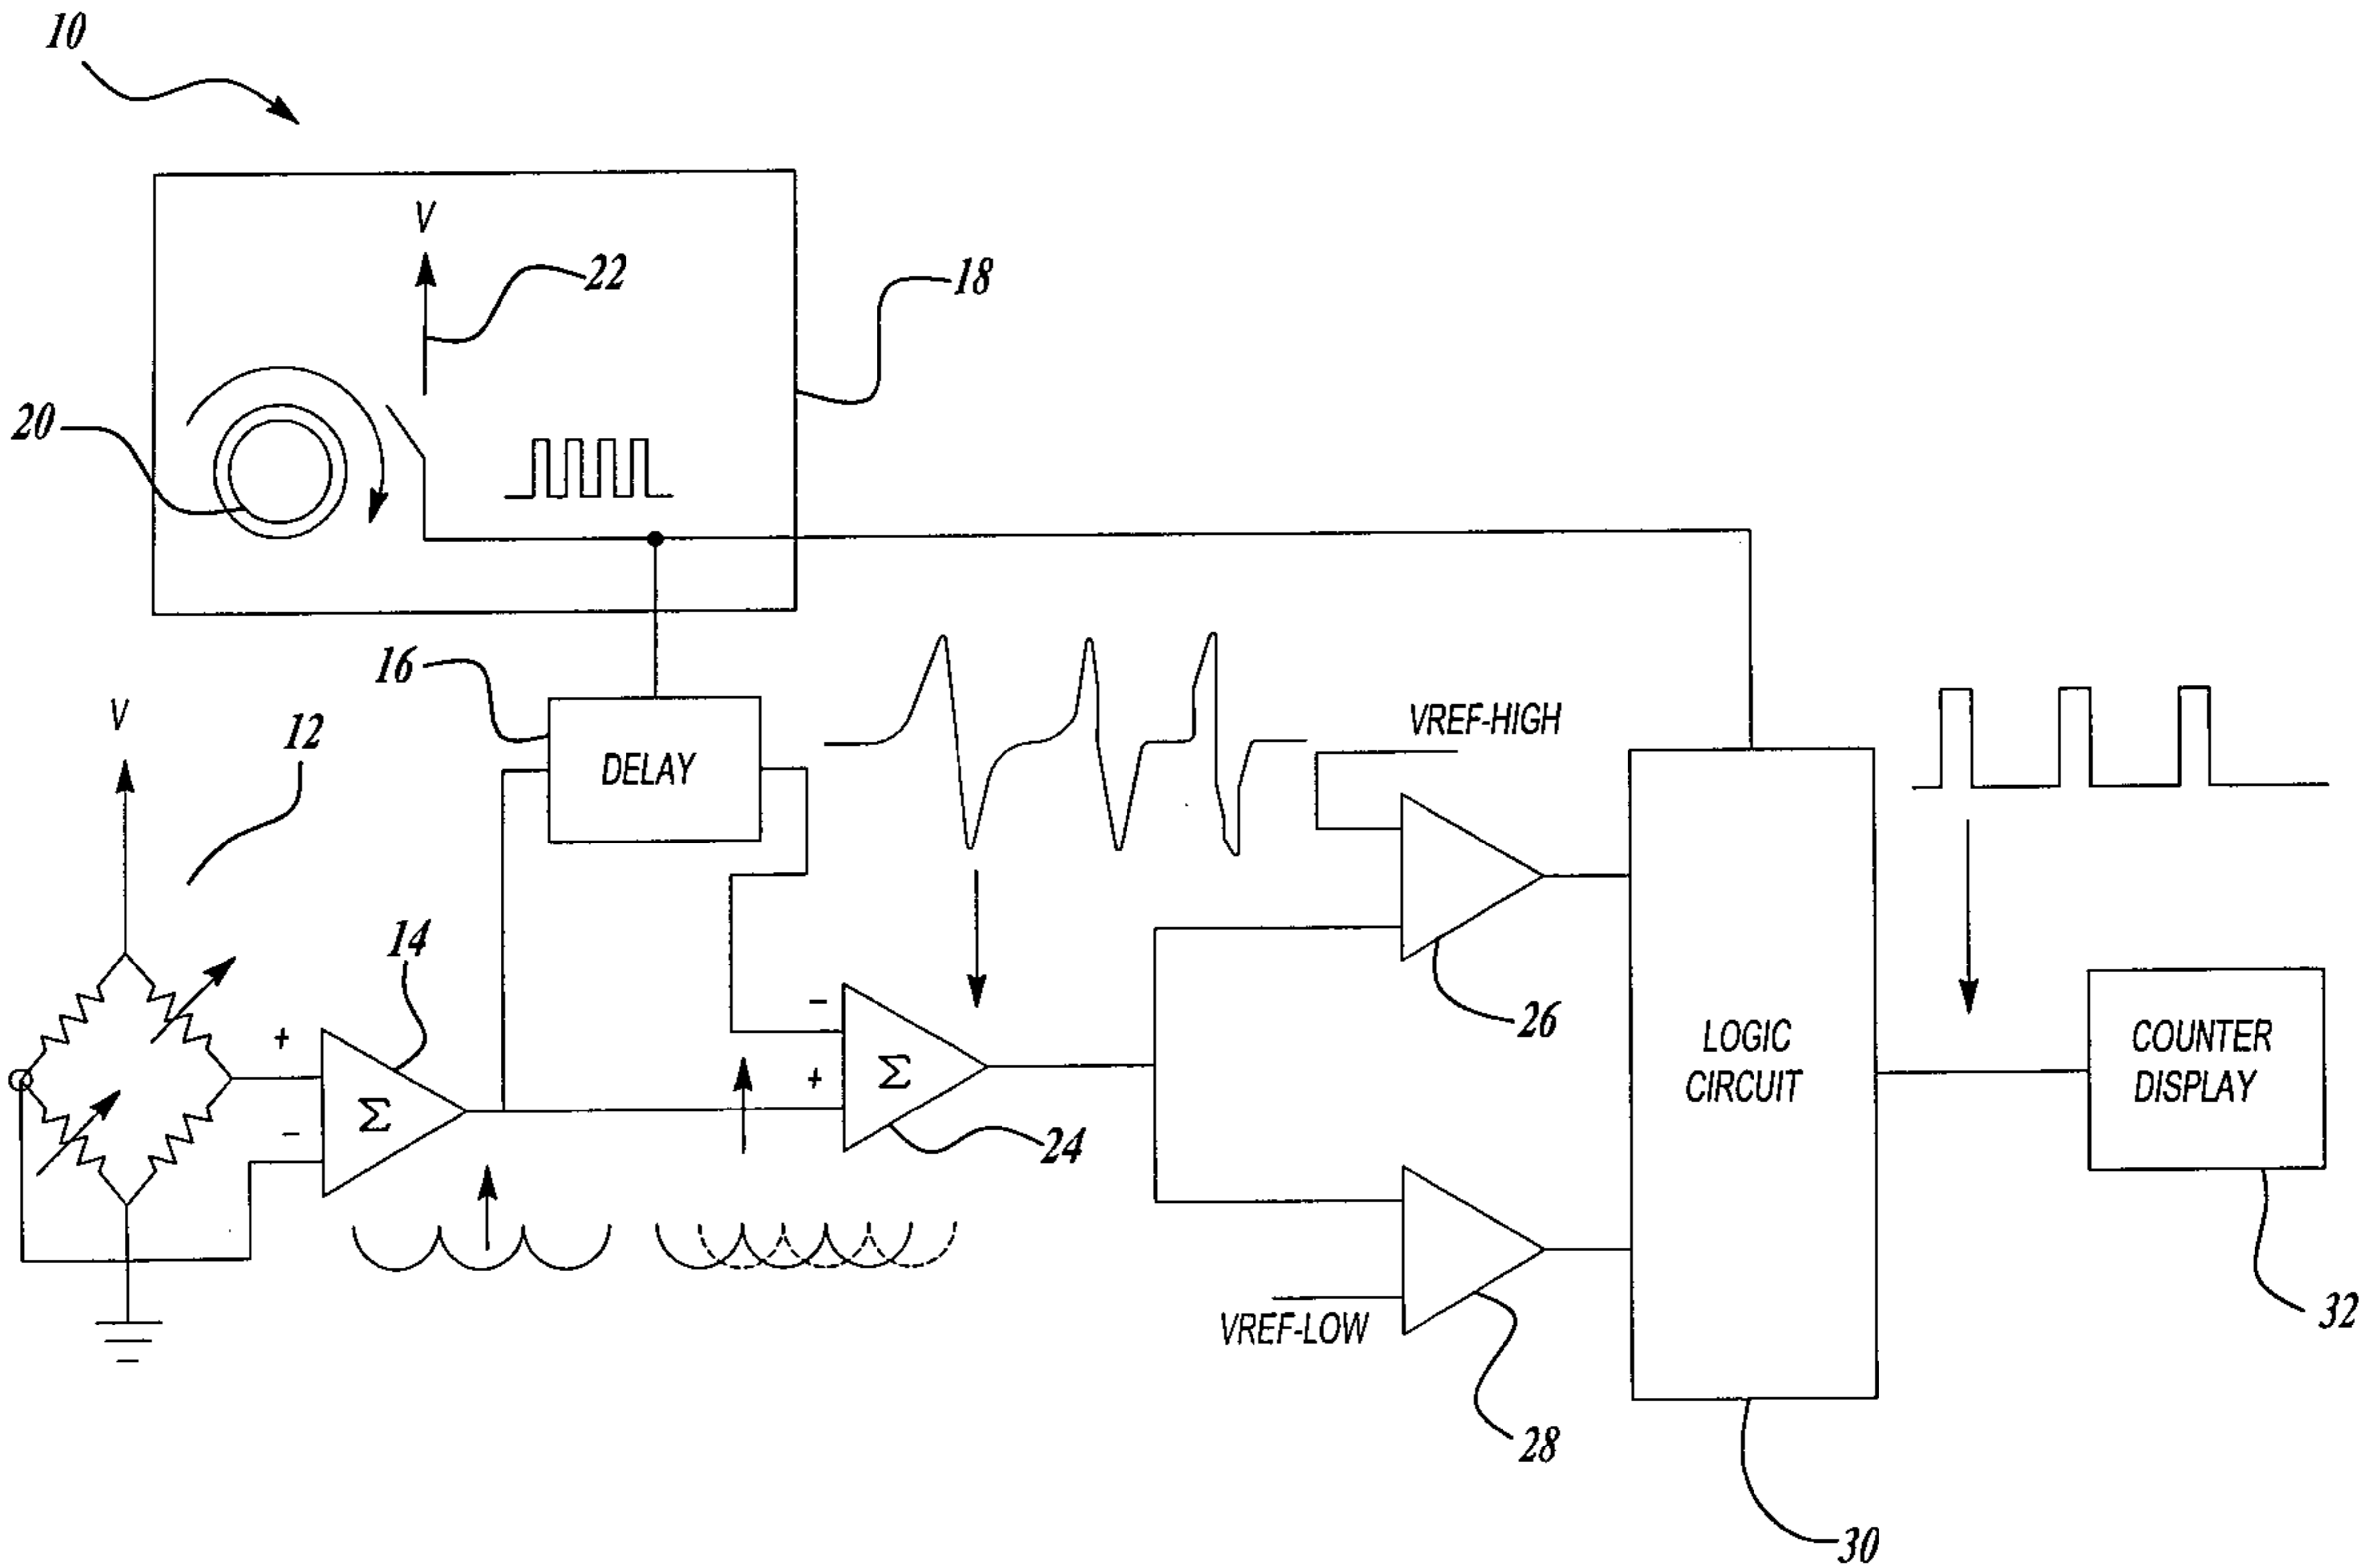 10
V
22
18
20
16
DELAY
VREF-HIGH
V
12
14
+
−
Σ
−
+
Σ
24
26
LOGIC
CIRCUIT
COUNTER
DISPLAY
VREF-LOW
28
32
30